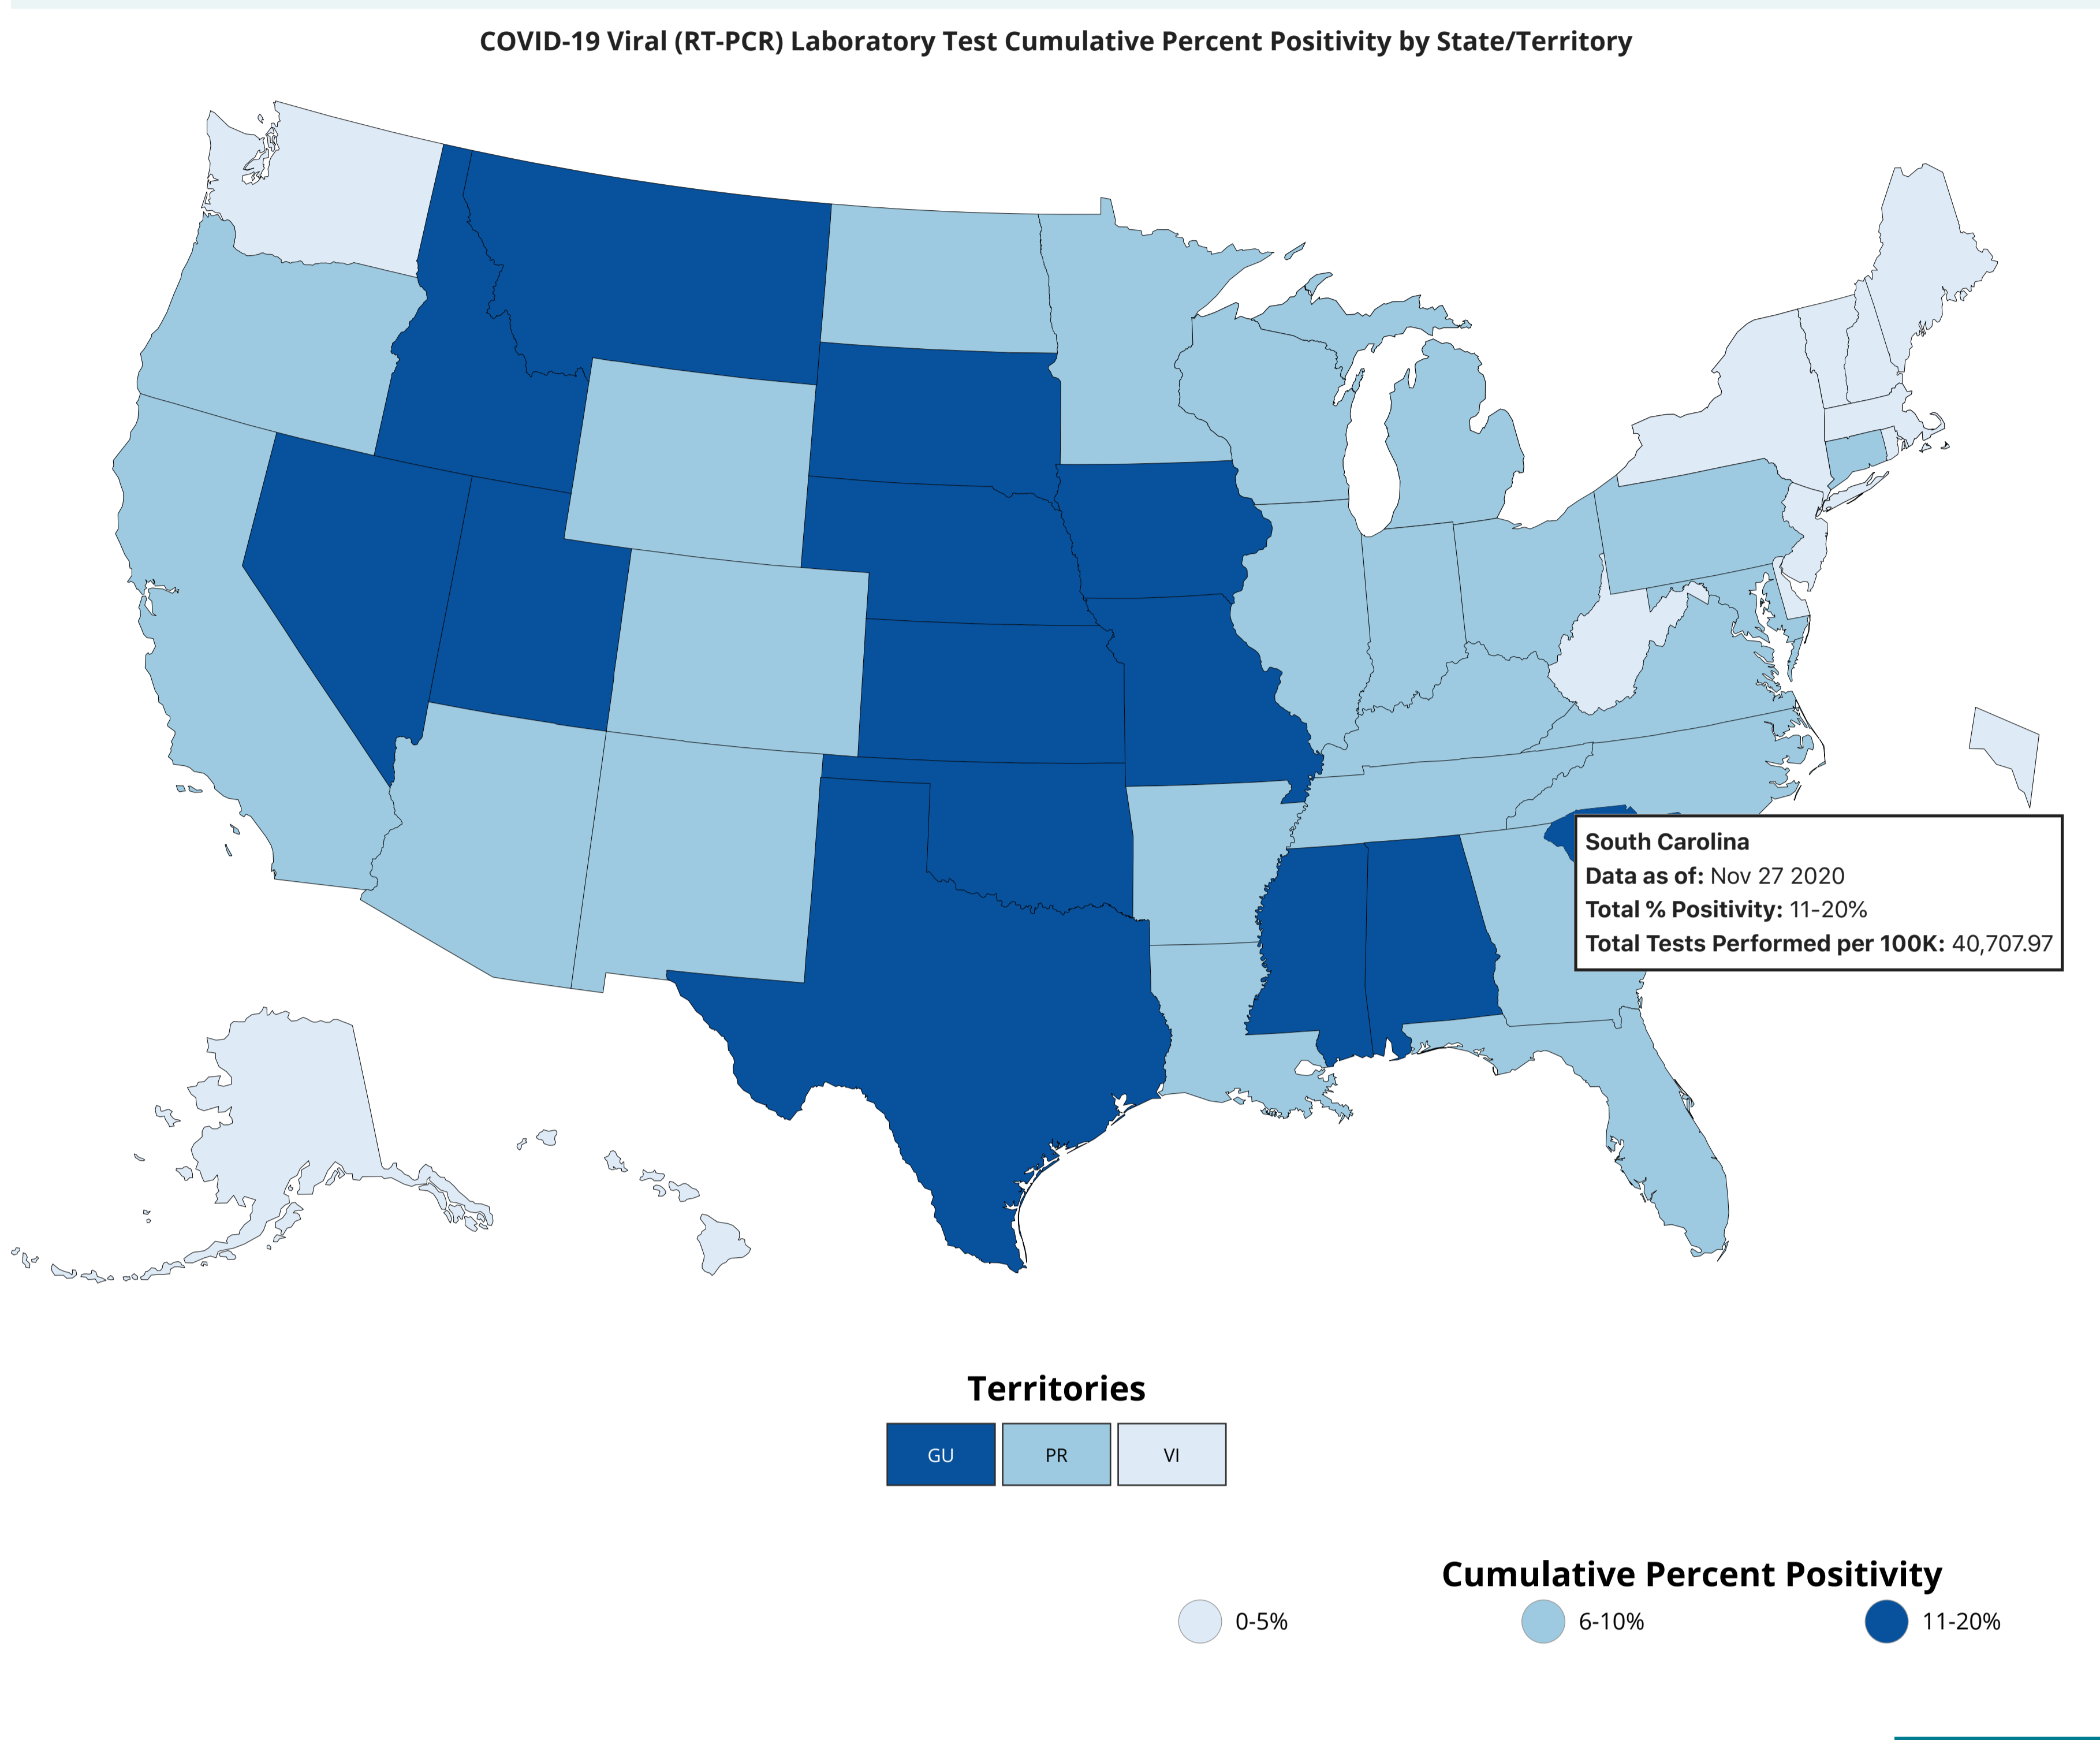 COVID-19 Viral (RT-PCR) Laboratory Test Cumulative Percent Positivity by State/Territory
South Carolina
Data as of: Nov 27 2020
Total % Positivity: 11-20%
Total Tests Performed per 100K: 40,707.97
Territories
GU PR VI
Cumulative Percent Positivity
0-5% 6-10% 11-20%